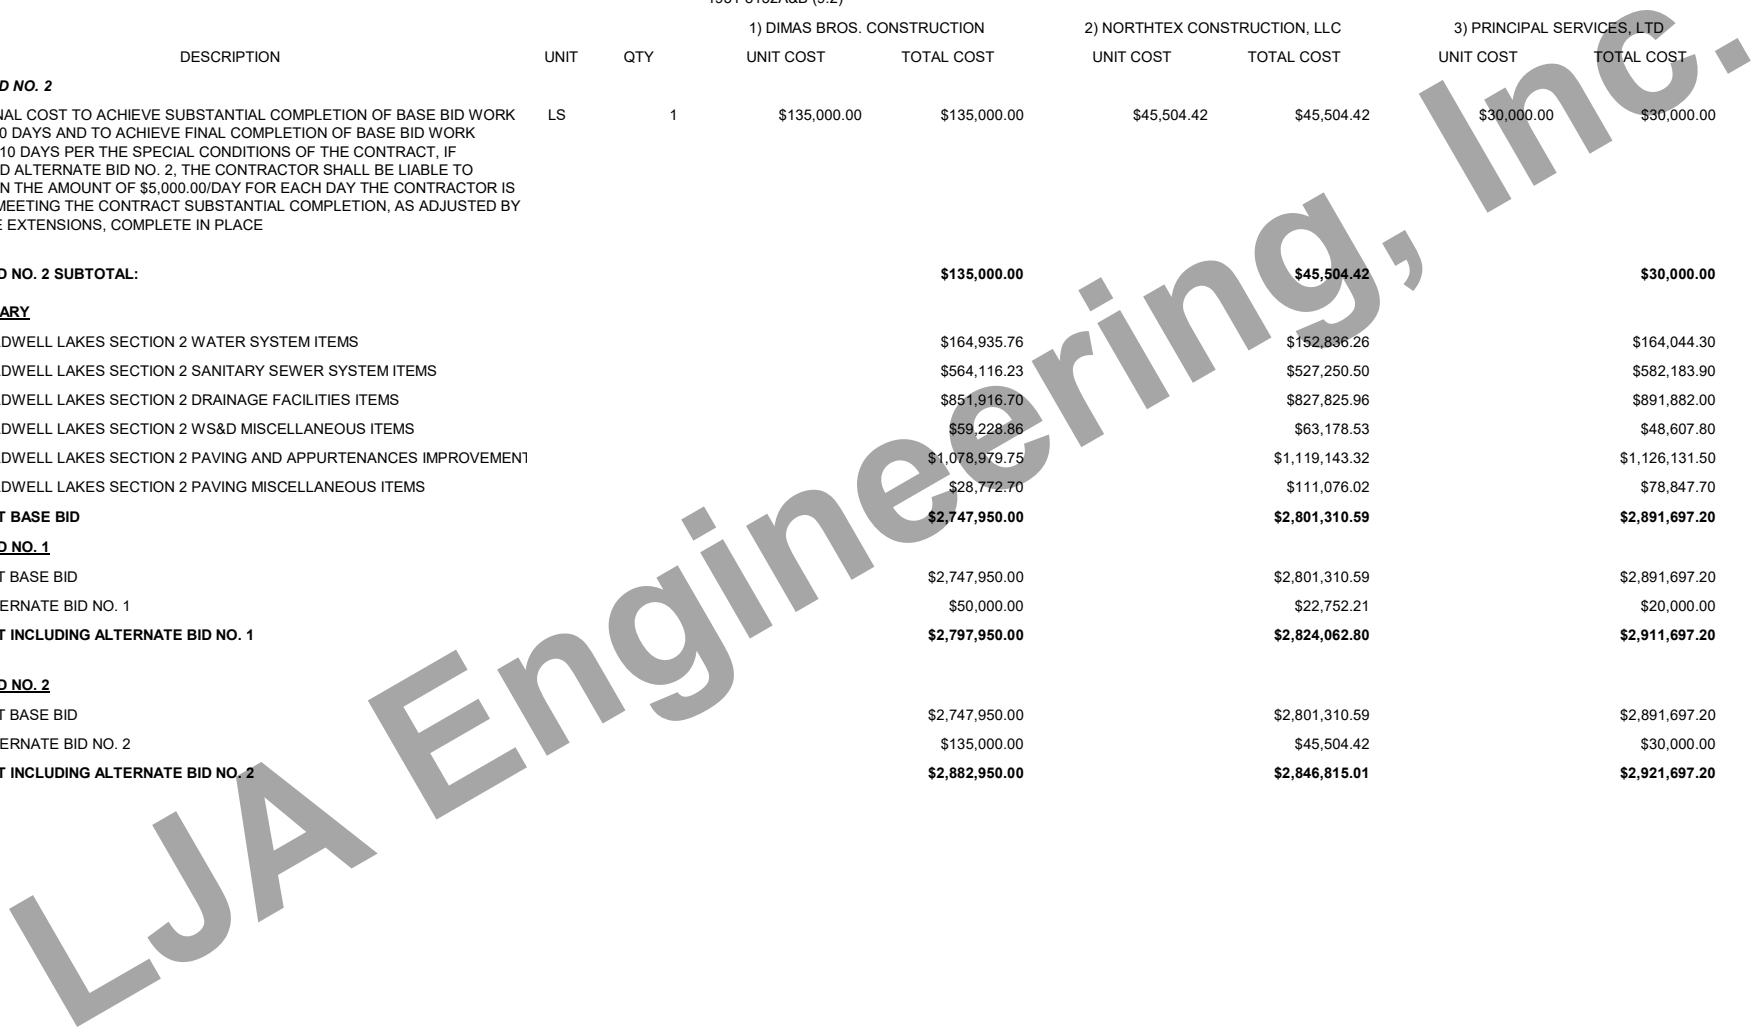 1) DIMAS BROS. CONSTRUCTION 2) NORTHTEX CONSTRUCTION, LLC 3) PRINCIPAL SERVICES, LTD
DESCRIPTION UNIT QTY UNIT COST TOTAL COST UNIT COST TOTAL COST UNIT COST TOTAL COST
D NO. 2
NAL COST TO ACHIEVE SUBSTANTIAL COMPLETION OF BASE BID WORK LS 1 $135,000.00 $135,000.00 $45,504.42 $45,504.42 $30,000.00 $30,000.00
0 DAYS AND TO ACHIEVE FINAL COMPLETION OF BASE BID WORK
10 DAYS PER THE SPECIAL CONDITIONS OF THE CONTRACT, IF
D ALTERNATE BID NO. 2, THE CONTRACTOR SHALL BE LIABLE TO
N THE AMOUNT OF $5,000.00/DAY FOR EACH DAY THE CONTRACTOR IS
MEETING THE CONTRACT SUBSTANTIAL COMPLETION, AS ADJUSTED BY
E EXTENSIONS, COMPLETE IN PLACE
D NO. 2 SUBTOTAL: $135,000.00 $45,504.42 $30,000.00
ARY
DWELL LAKES SECTION 2 WATER SYSTEM ITEMS $164,935.76 $152,836.26 $164,044.30
DWELL LAKES SECTION 2 SANITARY SEWER SYSTEM ITEMS $564,116.23 $527,250.50 $582,183.90
DWELL LAKES SECTION 2 DRAINAGE FACILITIES ITEMS $851,916.70 $827,825.96 $891,882.00
DWELL LAKES SECTION 2 WS&D MISCELLANEOUS ITEMS $59,228.86 $63,178.53 $48,607.80
DWELL LAKES SECTION 2 PAVING AND APPURTENANCES IMPROVEMENT $1,078,979.75 $1,119,143.32 $1,126,131.50
DWELL LAKES SECTION 2 PAVING MISCELLANEOUS ITEMS $28,772.70 $111,076.02 $78,847.70
T BASE BID $2,747,950.00 $2,801,310.59 $2,891,697.20
D NO. 1
T BASE BID $2,747,950.00 $2,801,310.59 $2,891,697.20
ERNATE BID NO. 1 $50,000.00 $22,752.21 $20,000.00
T INCLUDING ALTERNATE BID NO. 1 $2,797,950.00 $2,824,062.80 $2,911,697.20
D NO. 2
T BASE BID $2,747,950.00 $2,801,310.59 $2,891,697.20
ERNATE BID NO. 2 $135,000.00 $45,504.42 $30,000.00
T INCLUDING ALTERNATE BID NO. 2 $2,882,950.00 $2,846,815.01 $2,921,697.20
LJA Engineering, Inc.